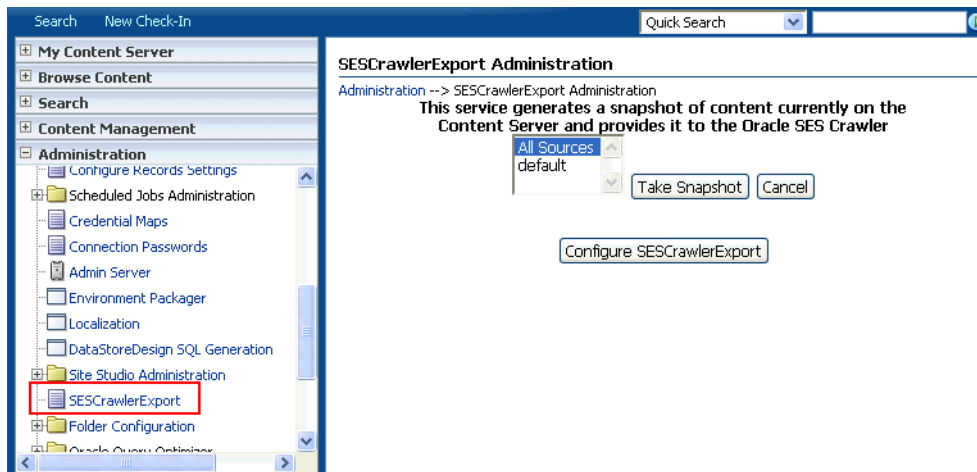 Search New Check-In
Quick Search
My Content Server
Browse Content
Search
Content Management
Administration
Configure Records Settings
Scheduled Jobs Administration
Credential Maps
Connection Passwords
Admin Server
Environment Packager
Localization
DataStoreDesign SQL Generation
Site Studio Administration
SESCrawlerExport
Folder Configuration
Oracle Query Optimizer
SESCrawlerExport Administration
Administration --> SESCrawlerExport Administration
This service generates a snapshot of content currently on the
Content Server and provides it to the Oracle SES Crawler
All Sources
default
Take Snapshot Cancel
Configure SESCrawlerExport